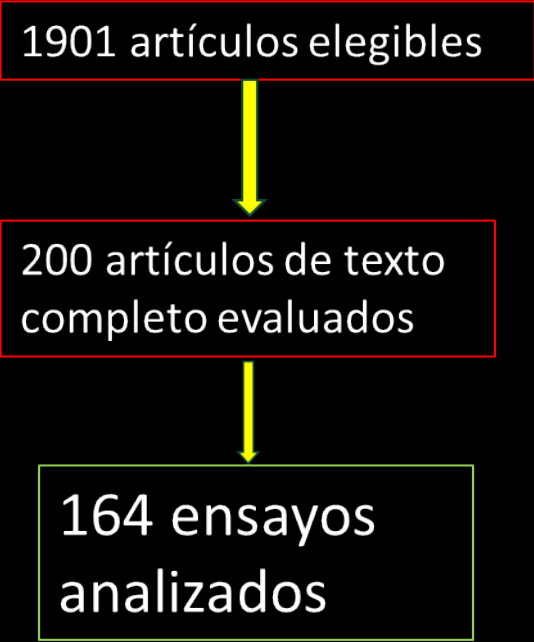 1901 artículos elegibles
200 artículos de texto
completo evaluados
164 ensayos
analizados